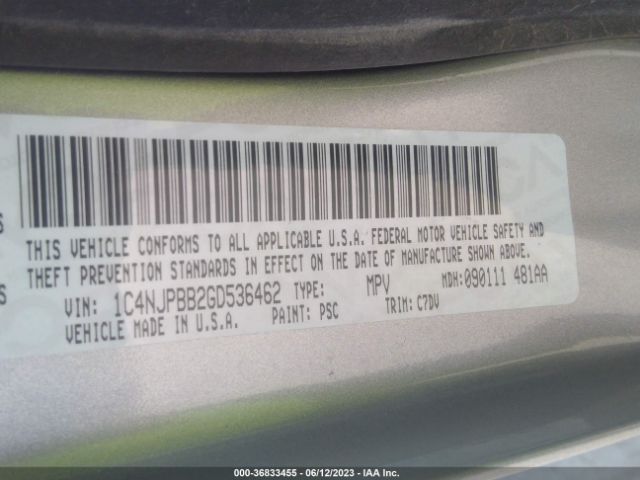 THIS VEHICLE CONFORMS TO ALL APPLICABLE U.S.A. FEDERAL MOTOR VEHICLE SAFETY AND
THEFT PREVENTION STANDARDS IN EFFECT ON THE DATE OF MANUFACTURE SHOWN ABOVE.
VIN: 1C4NJPBB2GD536462 TYPE: MPV MDH: 090111 481AA
VEHICLE MADE IN U.S.A. PAINT: PSC TRIM: C7DV
000-36833455 - 06/12/2023 - IAA Inc.